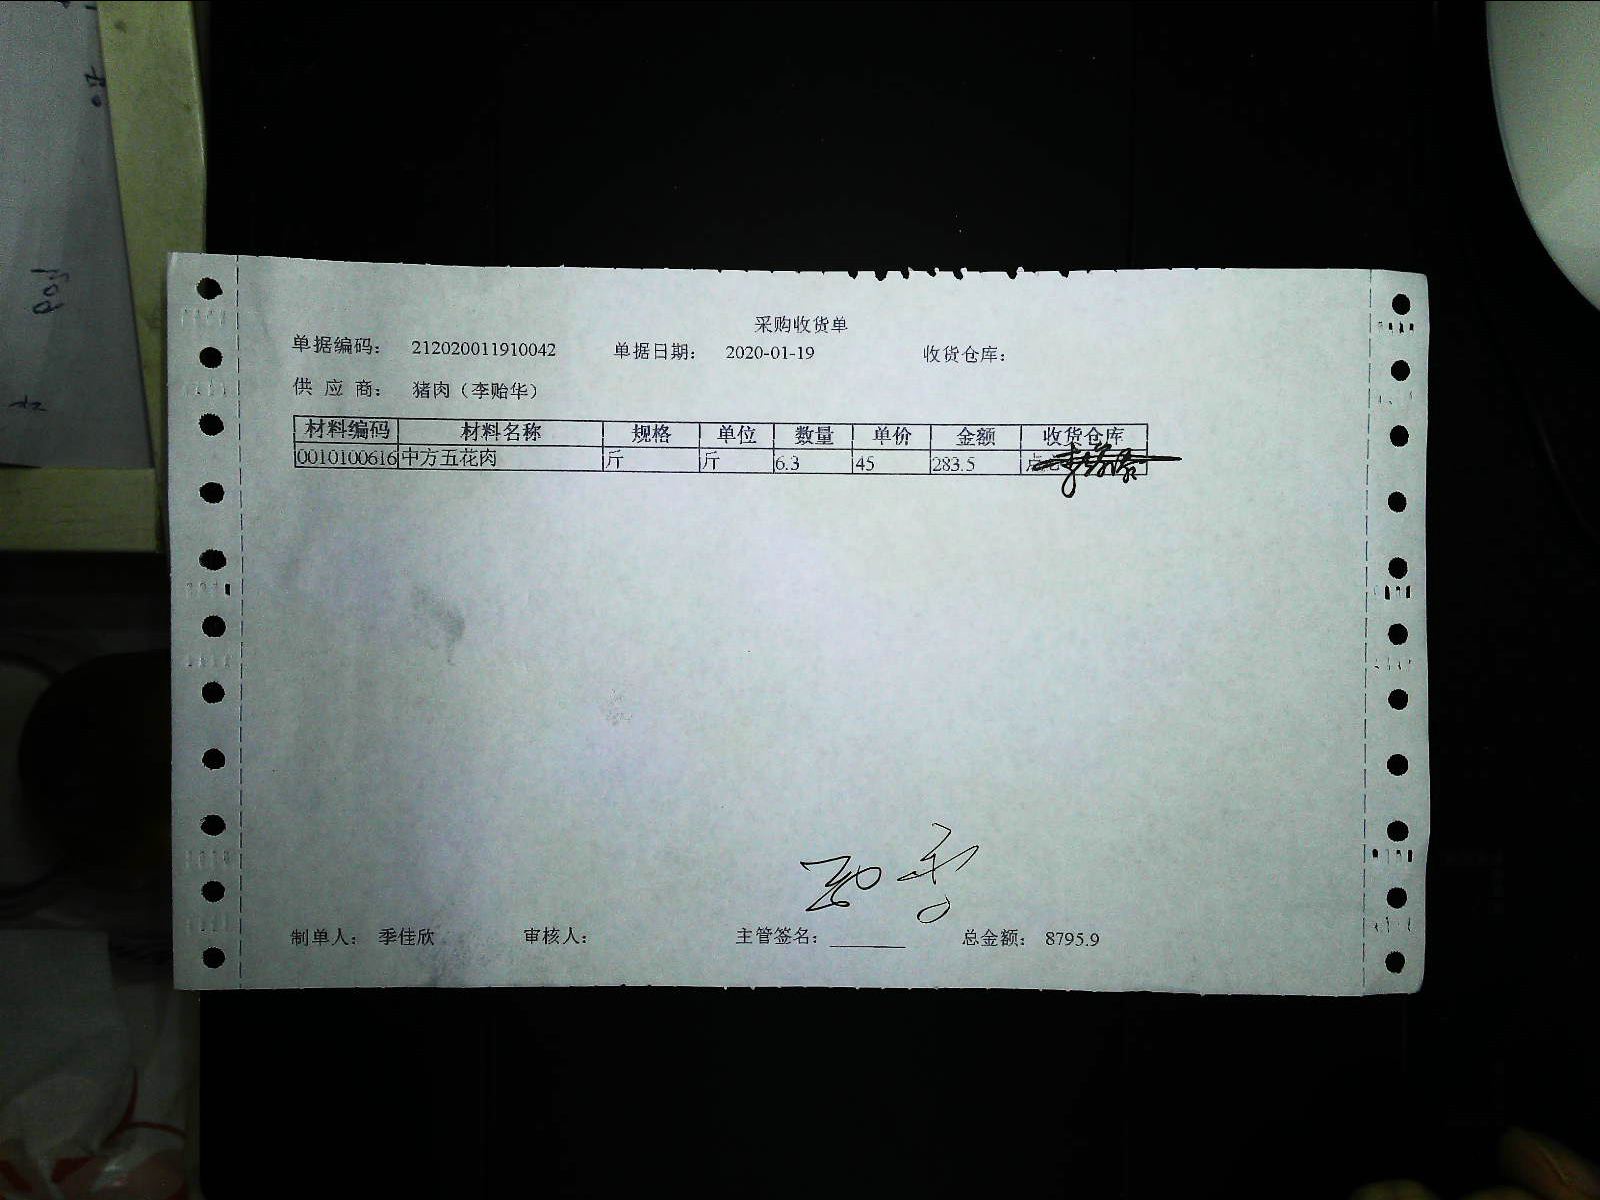 采购收货单
单据编码： 212020011910042 单据日期： 2020-01-19 收货仓库：
供 应 商： 猪肉（李贻华）
材料编码 材料名称 规格 单位 数量 单价 金额 收货仓库
0010100616 中方五花肉 斤 斤 6.3 45 283.5
制单人： 季佳欣 审核人： 主管签名： 总金额： 8795.9